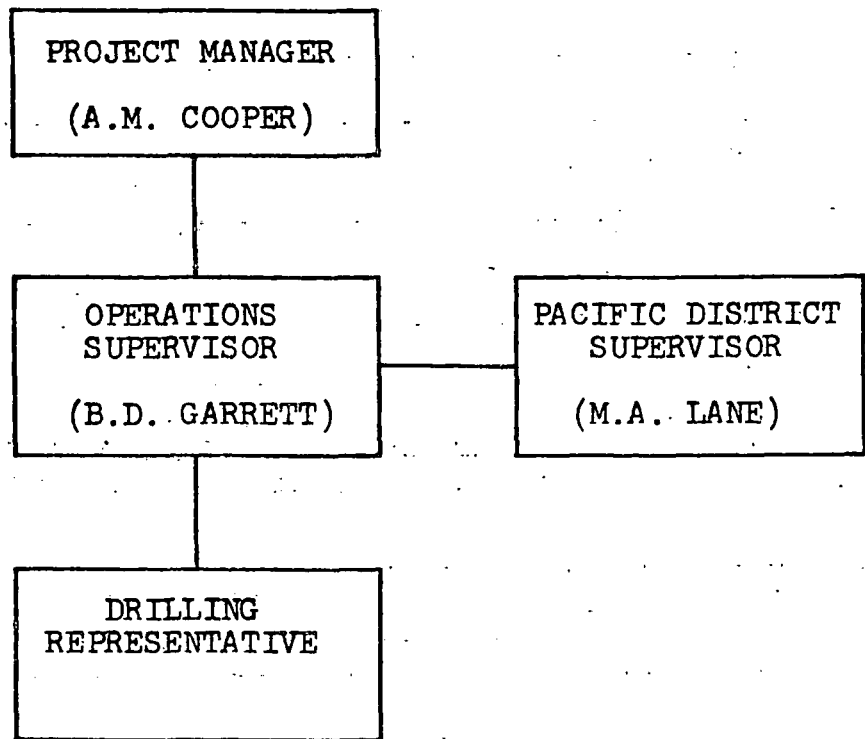 PROJECT MANAGER
(A.M. COOPER)
OPERATIONS
SUPERVISOR
(B.D. GARRETT)
PACIFIC DISTRICT
SUPERVISOR
(M.A. LANE)
DRILLING
REPRESENTATIVE